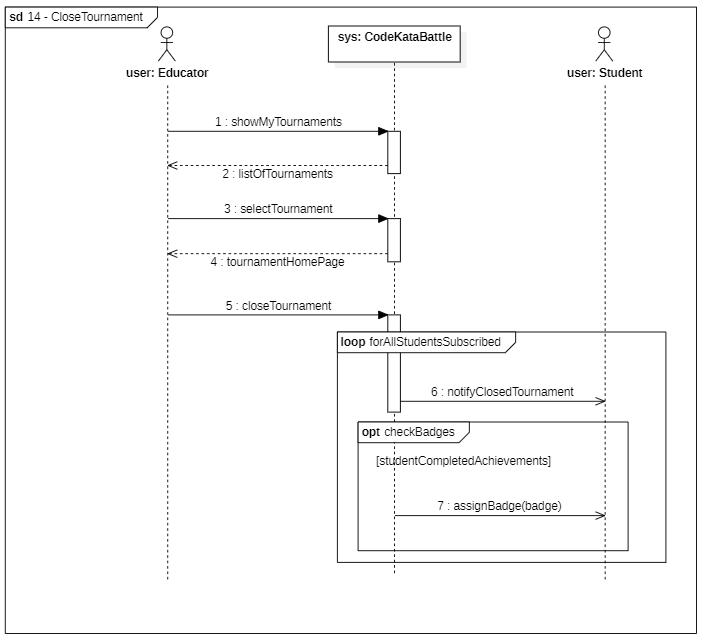 sd 14 - CloseTournament
user: Educator
sys: CodeKataBattle
user: Student
1 : showMyTournaments
2 : listOfTournaments
3 : selectTournament
4 : tournamentHomePage
5 : closeTournament
loop forAllStudentsSubscribed
6 : notifyClosedTournament
opt checkBadges
[studentCompletedAchievements]
7 : assignBadge(badge)